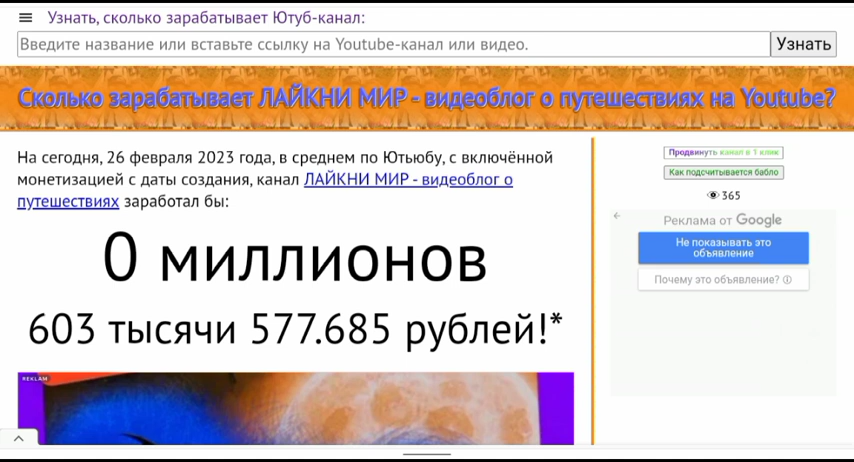 Узнать, сколько зарабатывает Ютуб-канал:
Введите название или вставьте ссылку на Youtube-канал или видео.
Узнать
Сколько зарабатывает ЛАЙКНИ МИР - видеоблог о путешествиях на Youtube?
На сегодня, 26 февраля 2023 года, в среднем по Ютьюбу, с включённой
монетизацией с даты создания, канал ЛАЙКНИ МИР - видеоблог о
путешествиях заработал бы:
0 миллионов
603 тысячи 577.685 рублей!*
REKLAM
Продвинуть канал в 1 клик
Как подсчитывается бабло
365
Реклама от Google
Не показывать это
объявление
Почему это объявление?